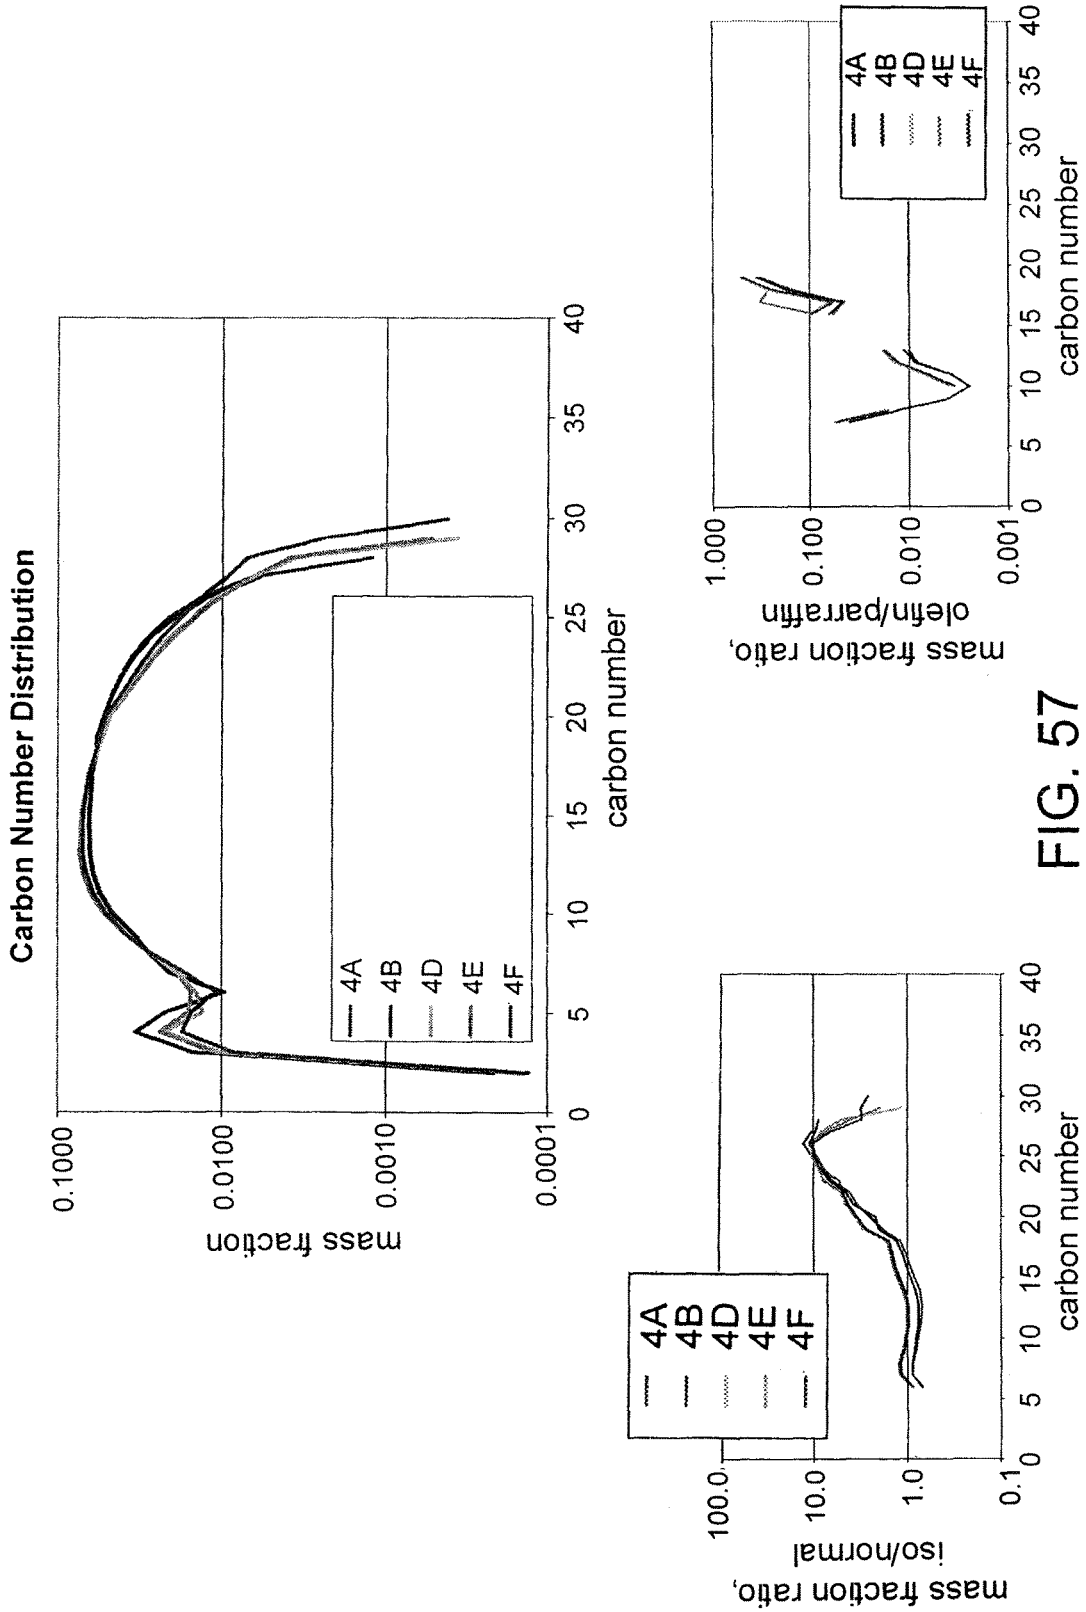 Carbon Number Distribution
mass fraction
0.1000
0.0100
0.0010
0.0001
0
5
10
15
20
25
30
35
40
carbon number
4A
4B
4D
4E
4F
mass fraction ratio,
iso/normal
100.0
10.0
1.0
0.1
0
5
10
15
20
25
30
35
40
carbon number
4A
4B
4D
4E
4F
mass fraction ratio,
olefin/parraffin
1.000
0.100
0.010
0.001
0
5
10
15
20
25
30
35
40
carbon number
4A
4B
4D
4E
4F
FIG. 57